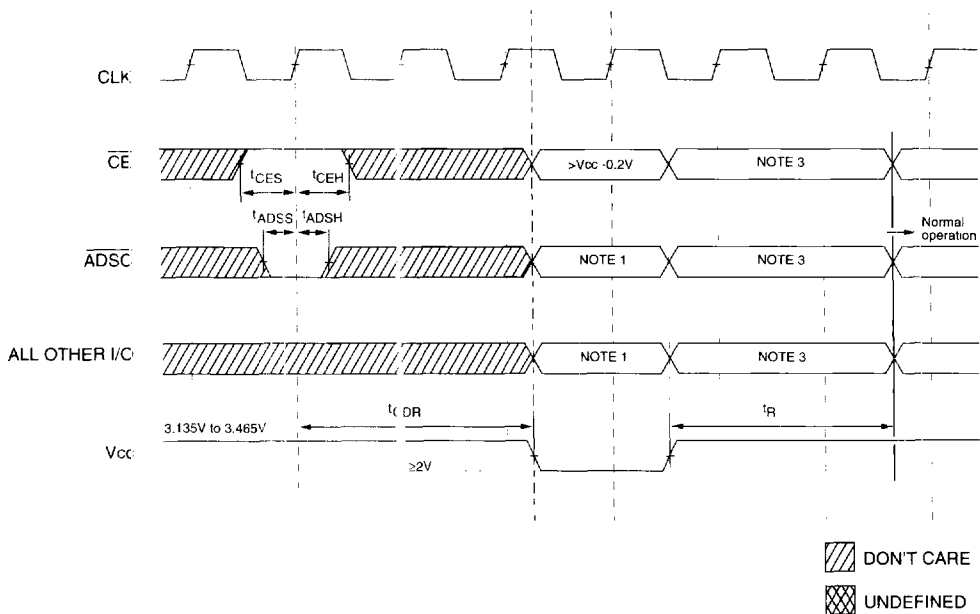 CLK
CE
tCES
tCEH
>Vcc -0.2V
NOTE 3
tADSS
tADSH
Normal
operation
ADSC
NOTE 1
NOTE 3
ALL OTHER I/O
NOTE 1
NOTE 3
tCDR
tR
3.135V to 3.465V
Vcc
≥2V
DON'T CARE
UNDEFINED